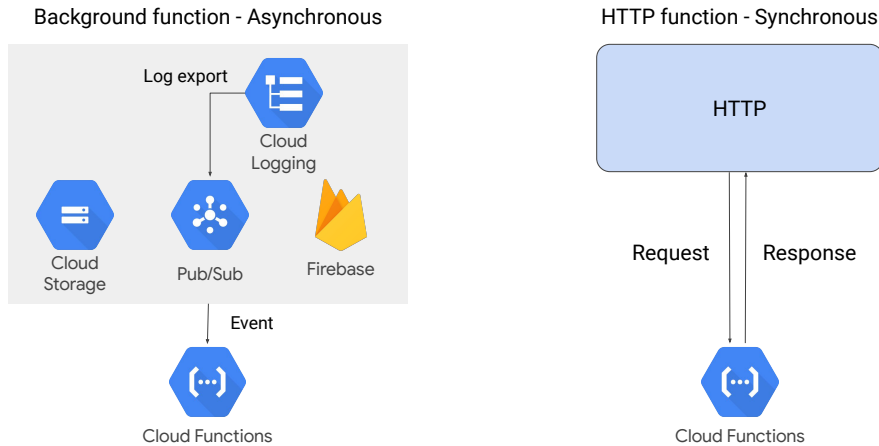 Background function - Asynchronous
Log export
Cloud
Logging
Cloud
Storage
Pub/Sub
Firebase
Event
Cloud Functions
HTTP function - Synchronous
HTTP
Request
Response
Cloud Functions